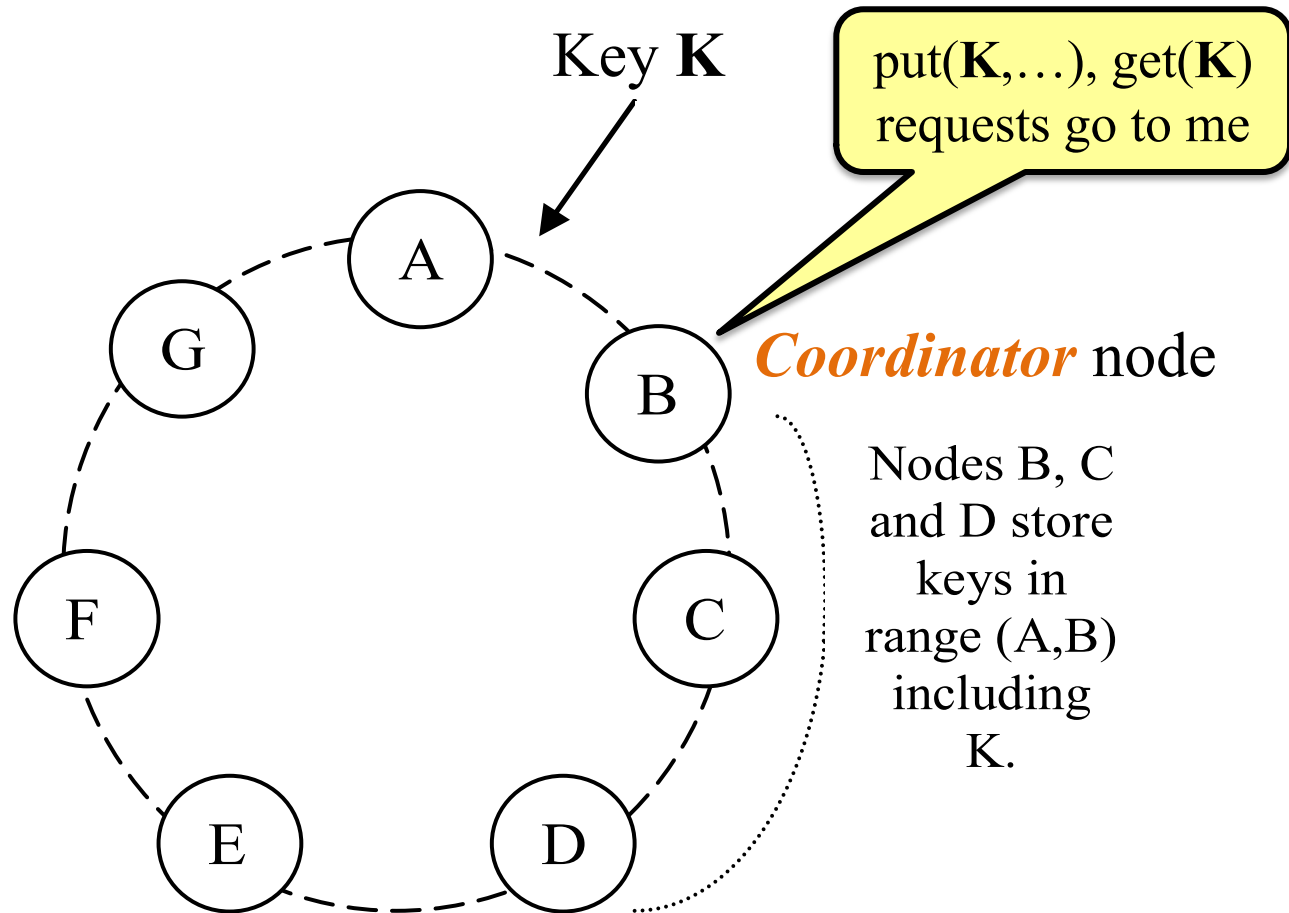 Key K
put(K,…), get(K)
requests go to me
A
G
B
Coordinator node
Nodes B, C
and D store
keys in
range (A,B)
including
K.
F
C
E
D